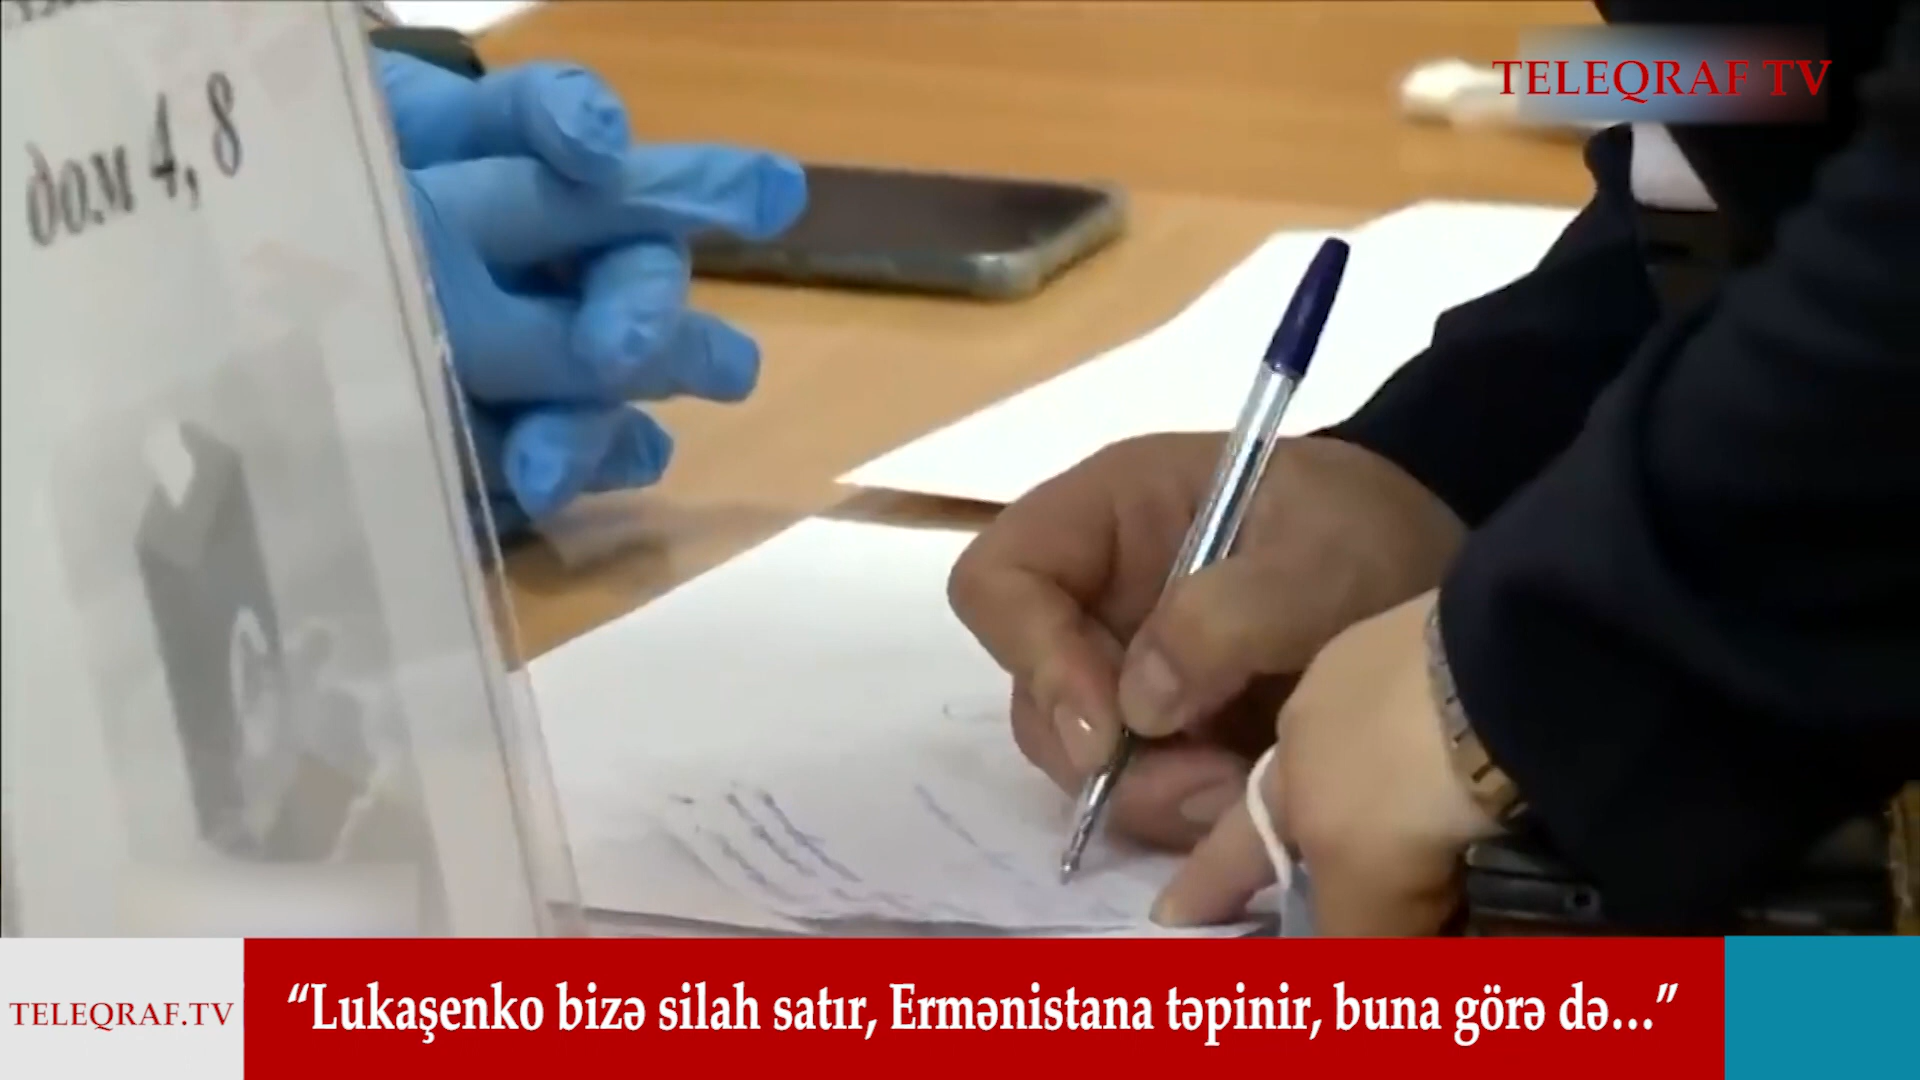 дом 4, 8
TELEQRAF TV
TELEQRAF.TV
“Lukaşenko bizə silah satır, Ermənistana təpinir, buna görə də...”